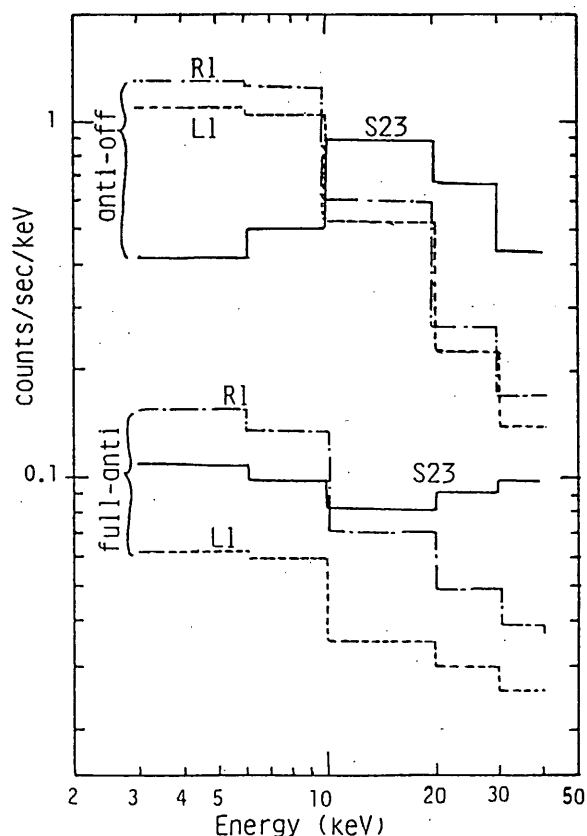 R1
1
L1
S23
anti-off
counts/sec/keV
R1
0.1
S23
full-anti
L1
2 3 4 5 10 20 30 40 50
Energy (keV)